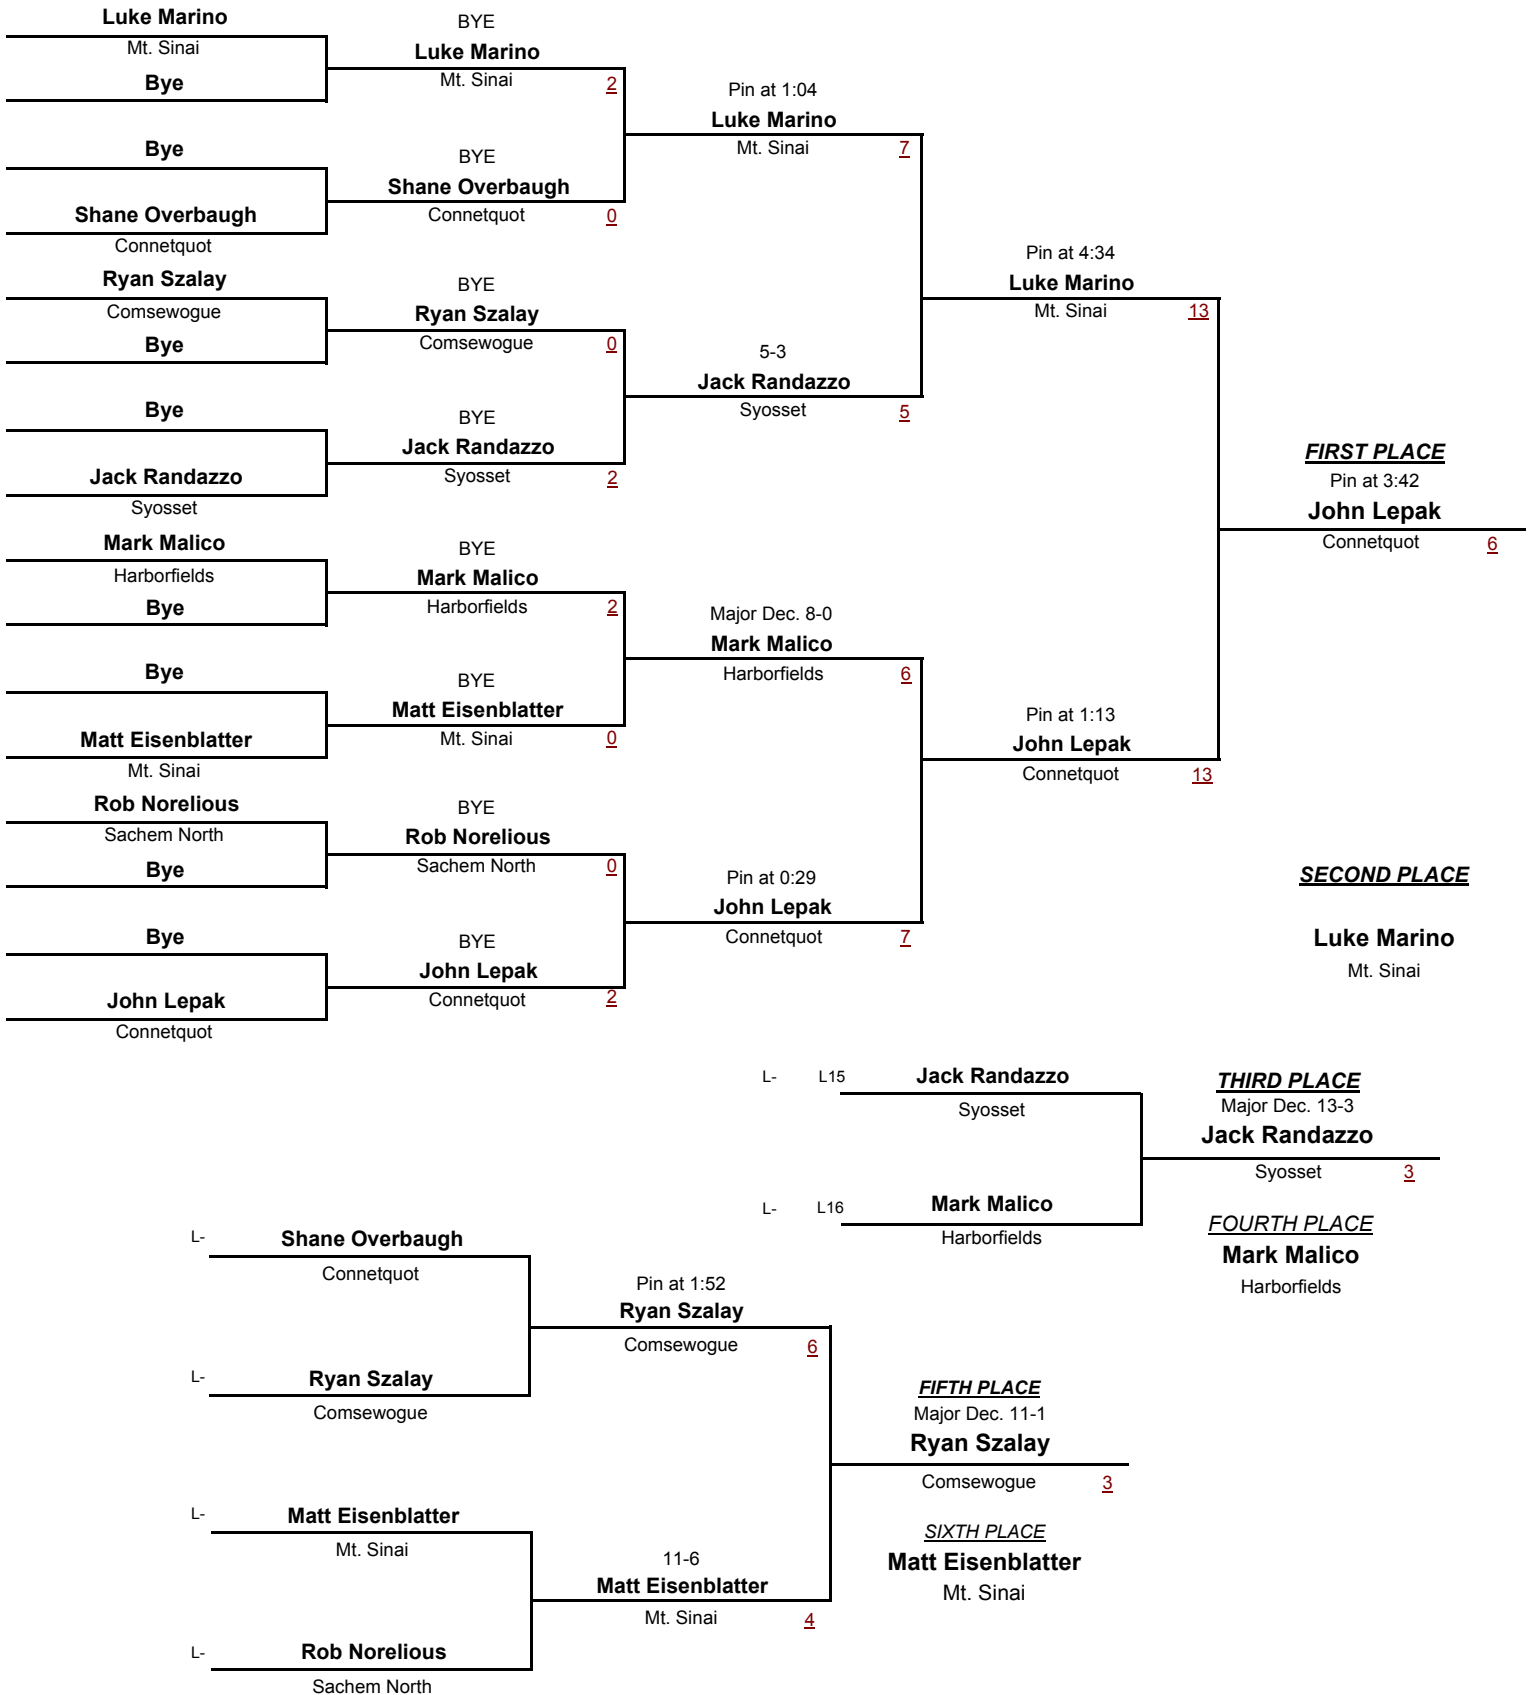 Luke Marino
Mt. Sinai
Bye
Bye
Shane Overbaugh
Connetquot
Ryan Szalay
Comsewogue
Bye
Bye
Jack Randazzo
Syosset
Mark Malico
Harborfields
Bye
Bye
Matt Eisenblatter
Mt. Sinai
Rob Norelious
Sachem North
Bye
Bye
John Lepak
Connetquot
BYE
Luke Marino
Mt. Sinai 2
BYE
Shane Overbaugh
Connetquot 0
BYE
Ryan Szalay
Comsewogue 0
BYE
Jack Randazzo
Syosset 2
BYE
Mark Malico
Harborfields 2
BYE
Matt Eisenblatter
Mt. Sinai 0
BYE
Rob Norelious
Sachem North 0
BYE
John Lepak
Connetquot 2
Pin at 1:04
Luke Marino
Mt. Sinai 7
5-3
Jack Randazzo
Syosset 5
Major Dec. 8-0
Mark Malico
Harborfields 6
Pin at 0:29
John Lepak
Connetquot 7
Pin at 4:34
Luke Marino
Mt. Sinai 13
Pin at 1:13
John Lepak
Connetquot 13
FIRST PLACE
Pin at 3:42
John Lepak
Connetquot 6
SECOND PLACE
Luke Marino
Mt. Sinai
L- L15 Jack Randazzo
Syosset
L- L16 Mark Malico
Harborfields
THIRD PLACE
Major Dec. 13-3
Jack Randazzo
Syosset 3
FOURTH PLACE
Mark Malico
Harborfields
L- Shane Overbaugh
Connetquot
L- Ryan Szalay
Comsewogue
L- Matt Eisenblatter
Mt. Sinai
L- Rob Norelious
Sachem North
Pin at 1:52
Ryan Szalay
Comsewogue 6
11-6
Matt Eisenblatter
Mt. Sinai 4
FIFTH PLACE
Major Dec. 11-1
Ryan Szalay
Comsewogue 3
SIXTH PLACE
Matt Eisenblatter
Mt. Sinai